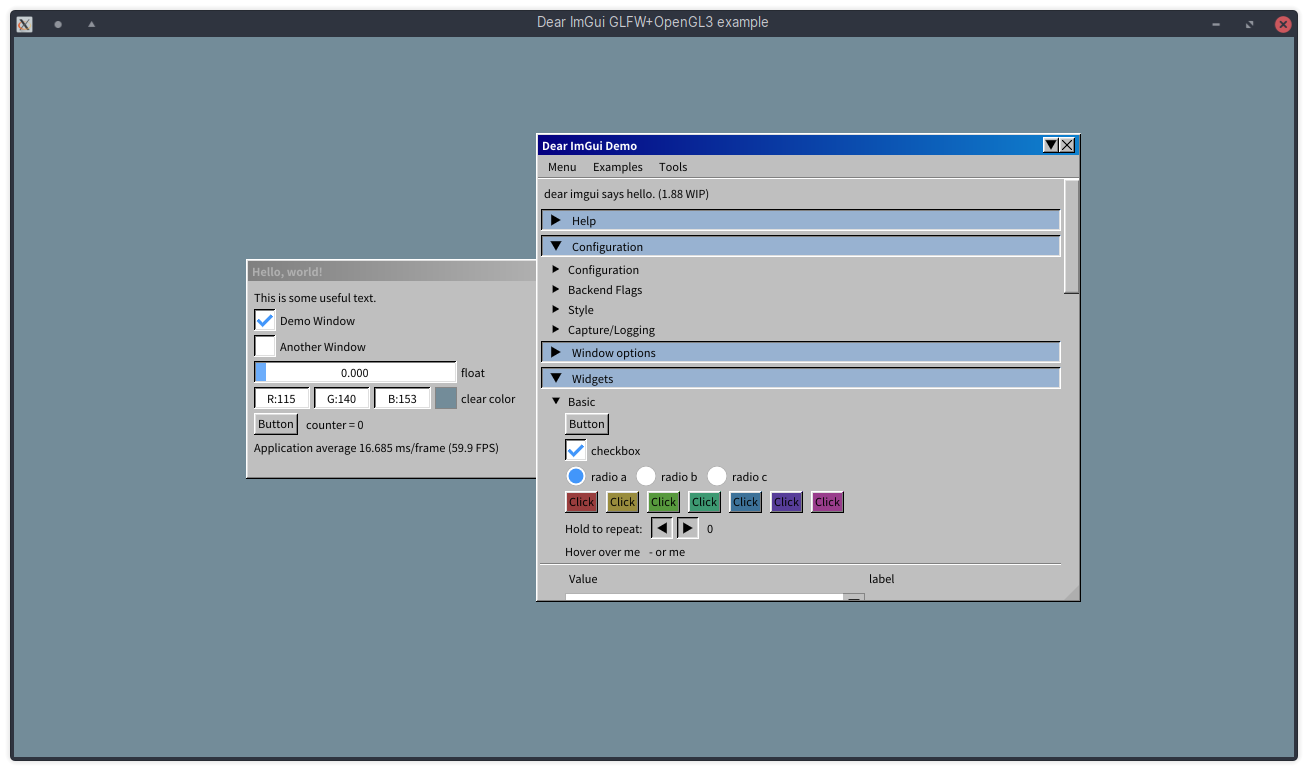 Dear ImGui GLFW+OpenGL3 example
Dear ImGui Demo
Menu Examples Tools
dear imgui says hello. (1.88 WIP)
Help
Configuration
Configuration
Backend Flags
Style
Capture/Logging
Window options
Widgets
Basic
Button
checkbox
radio a radio b radio c
Click Click Click Click Click Click Click
Hold to repeat: 0
Hover over me - or me
Value label
Hello, world!
This is some useful text.
Demo Window
Another Window
0.000 float
R:115 G:140 B:153 clear color
Button counter = 0
Application average 16.685 ms/frame (59.9 FPS)